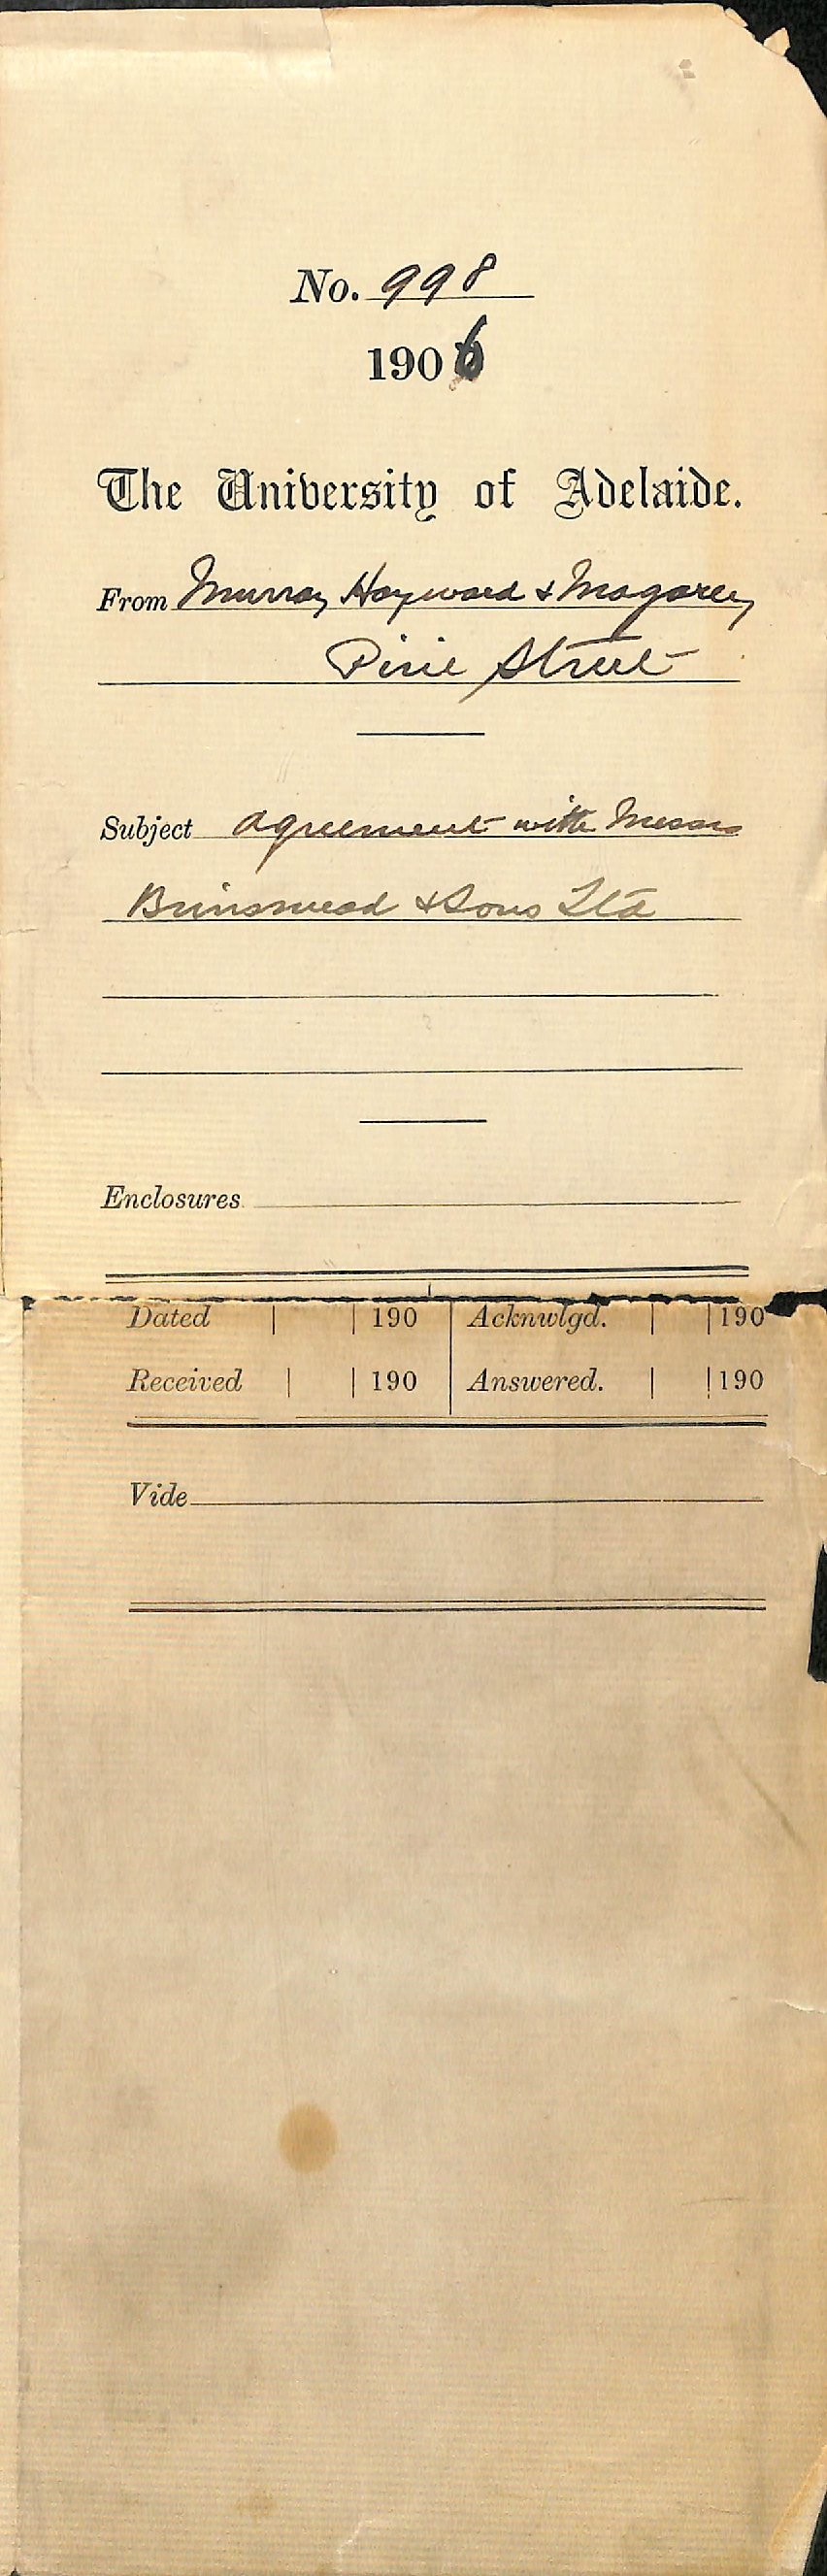 No. 998
1906
The University of Adelaide.
From Murray Hayward & Magarey
Pirie Street
Subject Agreement with Messrs
Brinsmead & Sons Ltd
Enclosures
Dated | | 190 | Acknwlgd. | | 190
Received | | 190 | Answered. | | 190
Vide